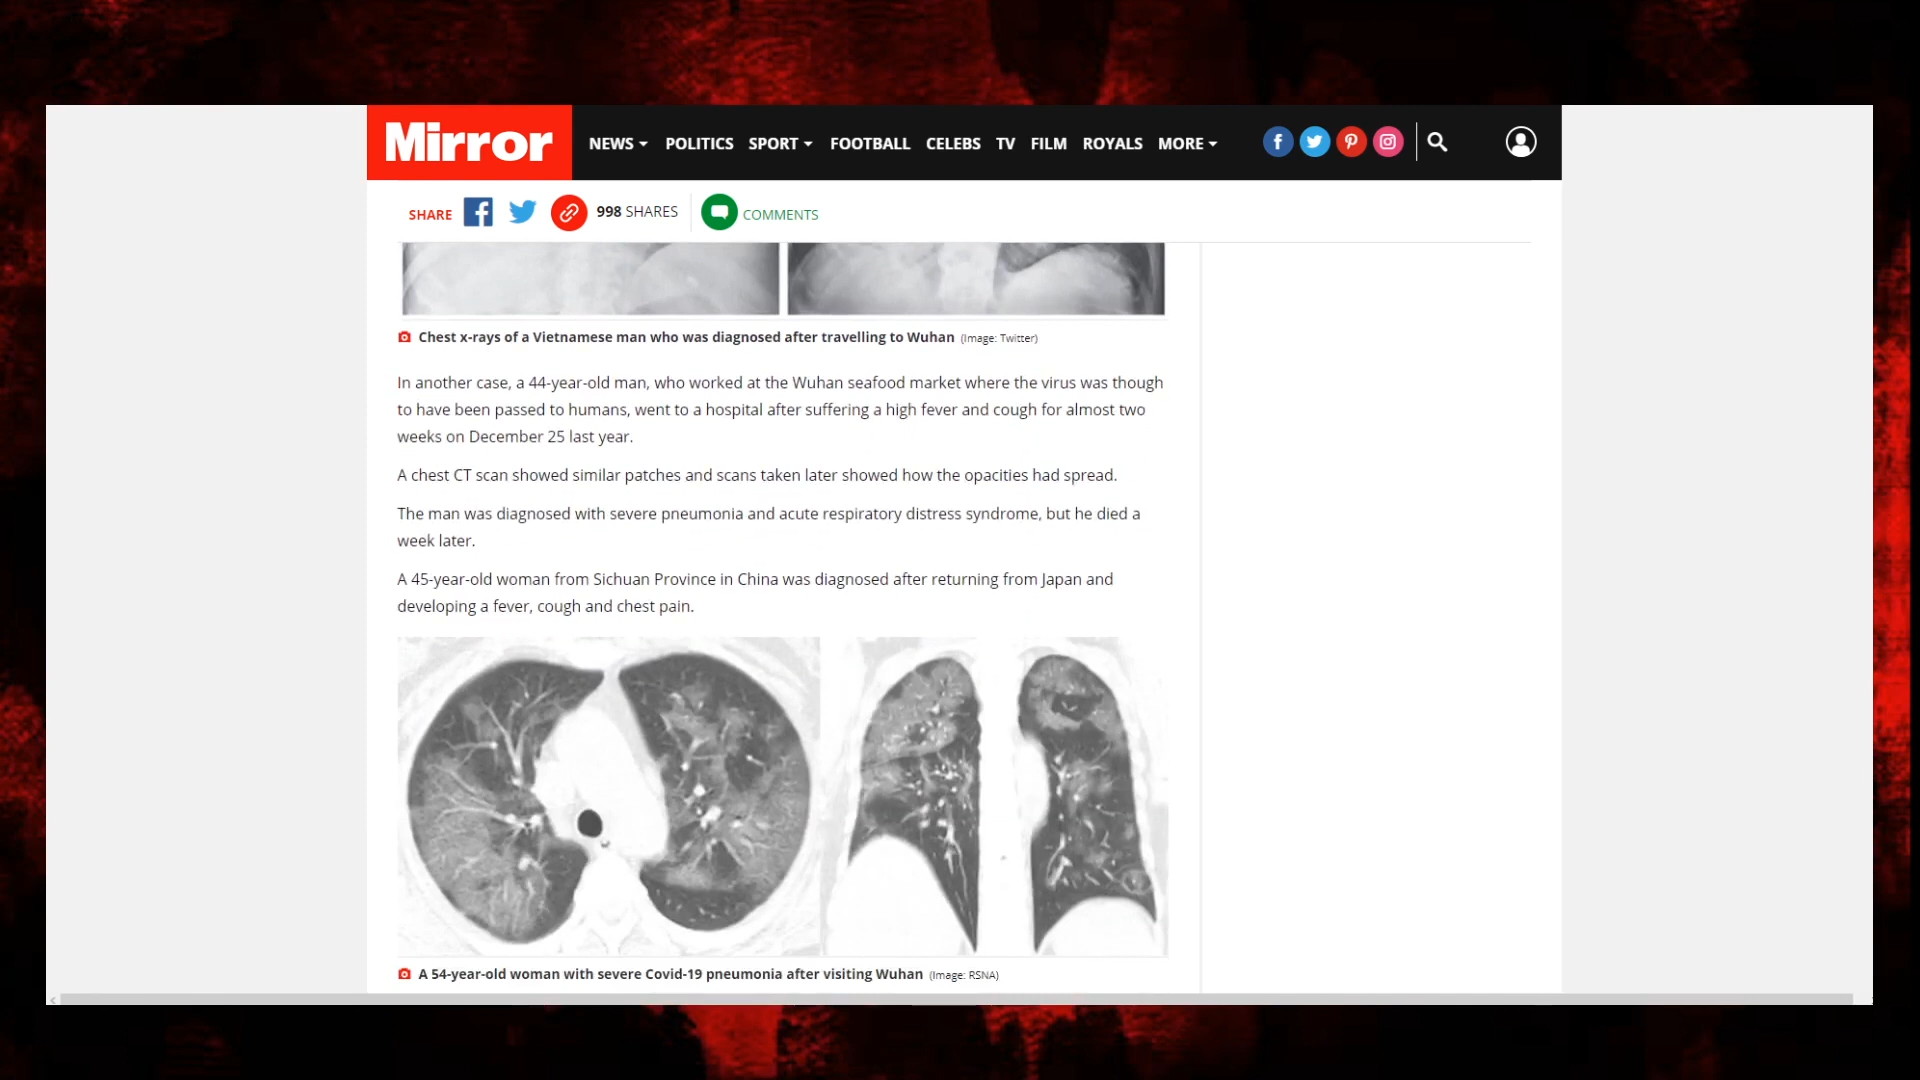 Mirror
NEWS POLITICS SPORT FOOTBALL CELEBS TV FILM ROYALS MORE
SHARE 998 SHARES COMMENTS
Chest x-rays of a Vietnamese man who was diagnosed after travelling to Wuhan (Image: Twitter)
In another case, a 44-year-old man, who worked at the Wuhan seafood market where the virus was though
to have been passed to humans, went to a hospital after suffering a high fever and cough for almost two
weeks on December 25 last year.
A chest CT scan showed similar patches and scans taken later showed how the opacities had spread.
The man was diagnosed with severe pneumonia and acute respiratory distress syndrome, but he died a
week later.
A 45-year-old woman from Sichuan Province in China was diagnosed after returning from Japan and
developing a fever, cough and chest pain.
A 54-year-old woman with severe Covid-19 pneumonia after visiting Wuhan (Image: RSNA)